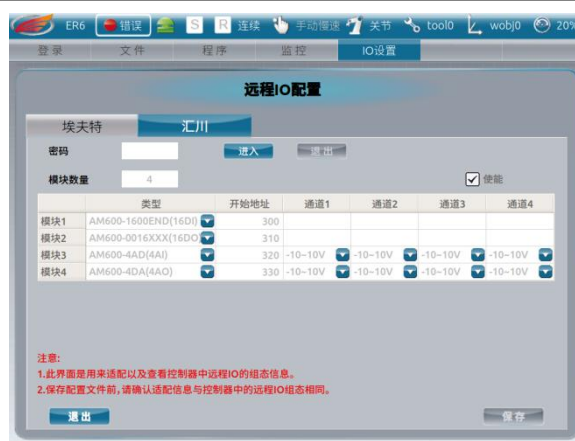 ER6 错误 S R 连续 手动慢速 关节 tool0 wobj0 20%
登录 文件 程序 监控 IO设置
远程IO配置
埃夫特 汇川
密码 进入 退出
模块数量 4 使能
类型 开始地址 通道1 通道2 通道3 通道4
模块1 AM600-1600END(16DI) 300
模块2 AM600-0016XXX(16DO) 310
模块3 AM600-4AD(4AI) 320 -10~10V -10~10V -10~10V -10~10V
模块4 AM600-4DA(4AO) 330 -10~10V -10~10V -10~10V -10~10V
注意:
1.此界面是用来适配以及查看控制器中远程IO的组态信息。
2.保存配置文件前,请确认适配信息与控制器中的远程IO组态相同。
退出 保存